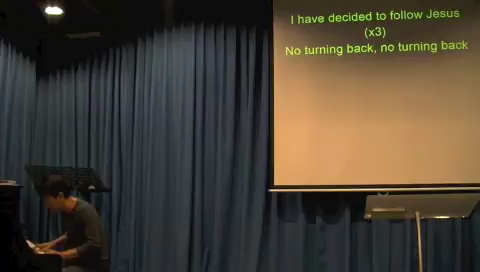 I have decided to follow Jesus
(x3)
No turning back, no turning back